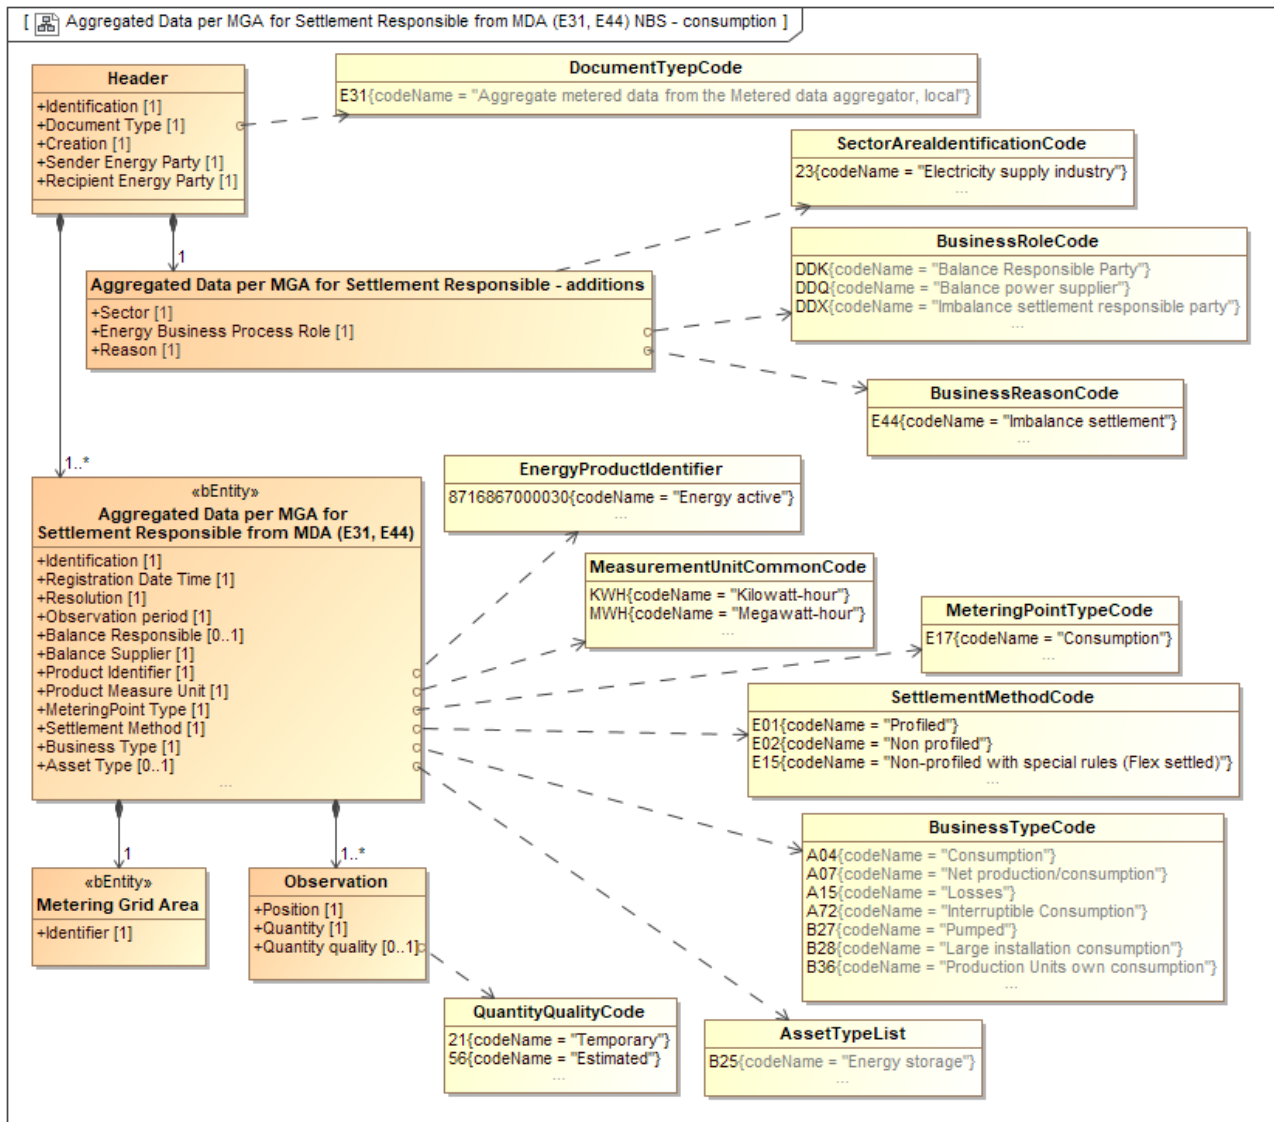 [ Aggregated Data per MGA for Settlement Responsible from MDA (E31, E44) NBS - consumption ]
Header
+Identification [1]
+Document Type [1]
+Creation [1]
+Sender Energy Party [1]
+Recipient Energy Party [1]
DocumentTyepCode
E31{codeName = "Aggregate metered data from the Metered data aggregator, local"}
SectorAreaIdentificationCode
23{codeName = "Electricity supply industry"}
...
1
Aggregated Data per MGA for Settlement Responsible - additions
+Sector [1]
+Energy Business Process Role [1]
+Reason [1]
BusinessRoleCode
DDK{codeName = "Balance Responsible Party"}
DDQ{codeName = "Balance power supplier"}
DDX{codeName = "Imbalance settlement responsible party"}
...
BusinessReasonCode
E44{codeName = "Imbalance settlement"}
...
1..*
«bEntity»
Aggregated Data per MGA for
Settlement Responsible from MDA (E31, E44)
+Identification [1]
+Registration Date Time [1]
+Resolution [1]
+Observation period [1]
+Balance Responsible [0..1]
+Balance Supplier [1]
+Product Identifier [1]
+Product Measure Unit [1]
+MeteringPoint Type [1]
+Settlement Method [1]
+Business Type [1]
+Asset Type [0..1]
...
EnergyProductIdentifier
8716867000030{codeName = "Energy active"}
...
MeasurementUnitCommonCode
KWH{codeName = "Kilowatt-hour"}
MWH{codeName = "Megawatt-hour"}
...
MeteringPointTypeCode
E17{codeName = "Consumption"}
...
SettlementMethodCode
E01{codeName = "Profiled"}
E02{codeName = "Non profiled"}
E15{codeName = "Non-profiled with special rules (Flex settled)"}
...
BusinessTypeCode
A04{codeName = "Consumption"}
A07{codeName = "Net production/consumption"}
A15{codeName = "Losses"}
A72{codeName = "Interruptible Consumption"}
B27{codeName = "Pumped"}
B28{codeName = "Large installation consumption"}
B36{codeName = "Production Units own consumption"}
...
1
«bEntity»
Metering Grid Area
+Identifier [1]
1..*
Observation
+Position [1]
+Quantity [1]
+Quantity quality [0..1]
QuantityQualityCode
21{codeName = "Temporary"}
56{codeName = "Estimated"}
...
AssetTypeList
B25{codeName = "Energy storage"}
...